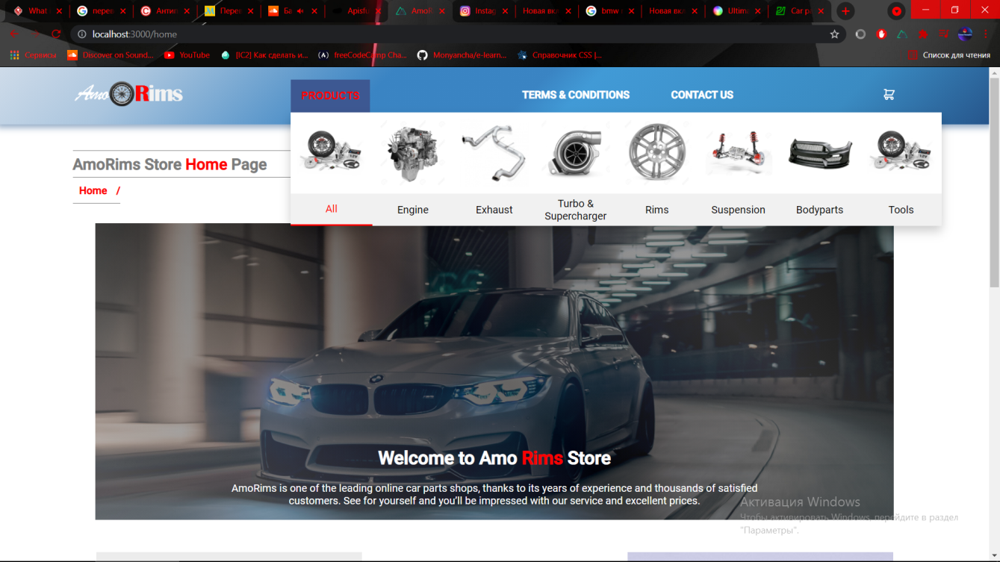 What
перев
Антип
Перев
Ба
Apisfu
AmoR
Instag
Новая вкл
bmw
Новая вкл
Ultima
Car pa
localhost:3000/home
Сервисы
Discover on Sound...
YouTube
[IC2] Как сделать и...
(Λ) freeCodeCamp Cha...
Monyancha/e-learn...
Справочник CSS |...
Список для чтения
Amo Rims
PRODUCTS
TERMS & CONDITIONS
CONTACT US
AmoRims Store Home Page
Home /
All
Engine
Exhaust
Turbo &
Supercharger
Rims
Suspension
Bodyparts
Tools
Welcome to Amo Rims Store
AmoRims is one of the leading online car parts shops, thanks to its years of experience and thousands of satisfied
customers. See for yourself and you'll be impressed with our service and excellent prices.
Активация Windows
Чтобы активировать Windows, перейдите в раздел
"Параметры".